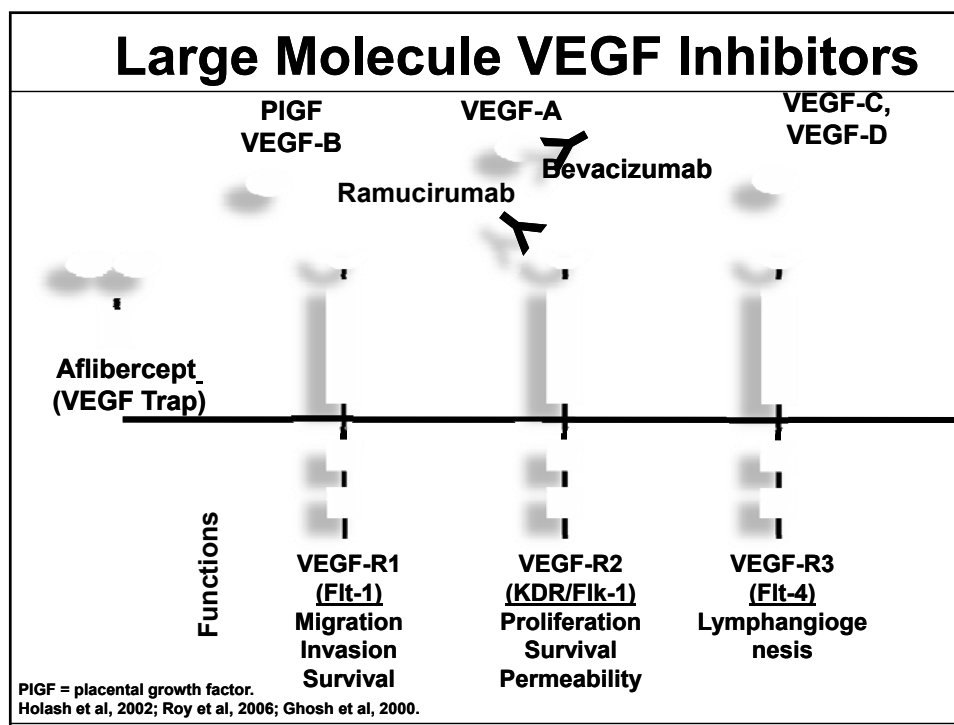 Large Molecule VEGF Inhibitors
PlGF
VEGF-B
VEGF-A
VEGF-C,
VEGF-D
Bevacizumab
Ramucirumab
Aflibercept
(VEGF Trap)
Functions
VEGF-R1
(Flt-1)
Migration
Invasion
Survival
VEGF-R2
(KDR/Flk-1)
Proliferation
Survival
Permeability
VEGF-R3
(Flt-4)
Lymphangioge
nesis
PlGF = placental growth factor.
Holash et al, 2002; Roy et al, 2006; Ghosh et al, 2000.